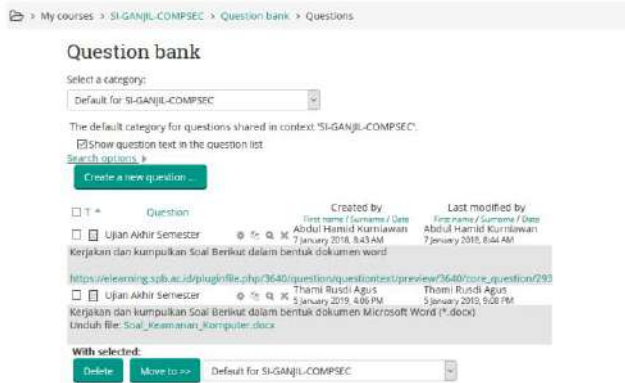 > My courses > SI-GANJIL-COMPSEC > Question bank > Questions
Question bank
Select a category:
Default for SI-GANJIL-COMPSEC
The default category for questions shared in context 'SI-GANJIL-COMPSEC'.
Show question text in the question list
Search options
Create a new question ...
T Question Created by Last modified by
First name / Surname / Date First name / Surname / Date
Ujian Akhir Semester Abdul Hamid Kurniawan Abdul Hamid Kurniawan
7 January 2018, 8:43 AM 7 January 2018, 8:44 AM
Kerjakan dan kumpulkan Soal Berikut dalam bentuk dokumen word
https://elearning.spb.ac.id/pluginfile.php/3640/question/questiontext/preview/3640/core_question/293
Ujian Akhir Semester Thami Rusdi Agus Thami Rusdi Agus
5 January 2019, 4:06 PM 5 January 2019, 9:08 PM
Kerjakan dan kumpulkan Soal Berikut dalam bentuk dokumen Microsoft Word (*.docx)
Unduh file: Soal_Keamanan_Komputer.docx
With selected:
Delete Move to >> Default for SI-GANJIL-COMPSEC